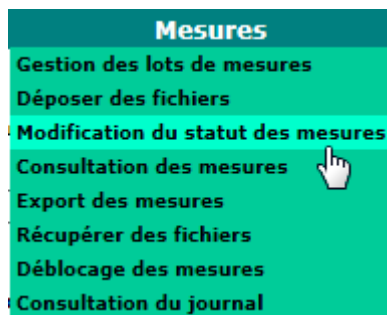 Mesures
Gestion des lots de mesures
Déposer des fichiers
Modification du statut des mesures
Consultation des mesures
Export des mesures
Récupérer des fichiers
Déblocage des mesures
Consultation du journal